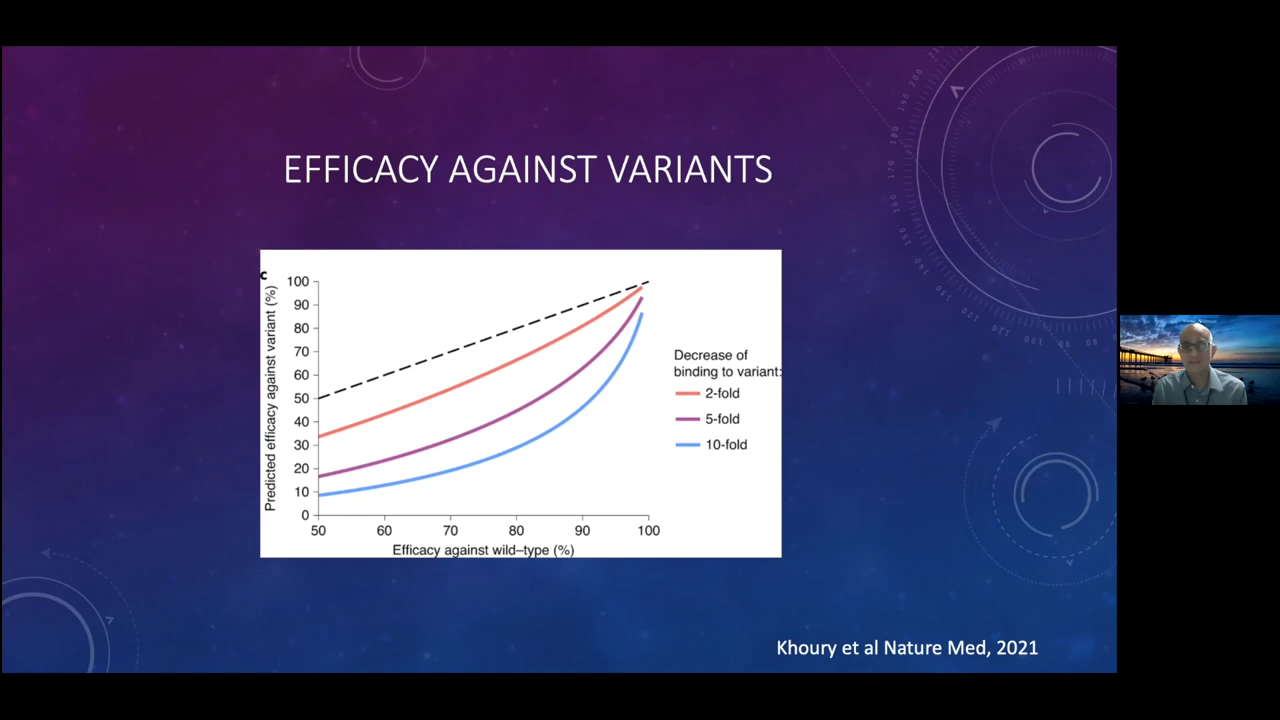 EFFICACY AGAINST VARIANTS
c
Predicted efficacy against variant (%)
100
90
80
70
60
50
40
30
20
10
0
50 60 70 80 90 100
Efficacy against wild–type (%)
Decrease of
binding to variant:
2-fold
5-fold
10-fold
Khoury et al Nature Med, 2021